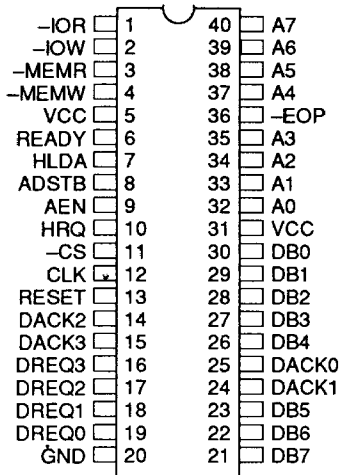 -IOR 1 40 A7
-IOW 2 39 A6
-MEMR 3 38 A5
-MEMW 4 37 A4
VCC 5 36 -EOP
READY 6 35 A3
HLDA 7 34 A2
ADSTB 8 33 A1
AEN 9 32 A0
HRQ 10 31 VCC
-CS 11 30 DB0
CLK 12 29 DB1
RESET 13 28 DB2
DACK2 14 27 DB3
DACK3 15 26 DB4
DREQ3 16 25 DACK0
DREQ2 17 24 DACK1
DREQ1 18 23 DB5
DREQ0 19 22 DB6
GND 20 21 DB7